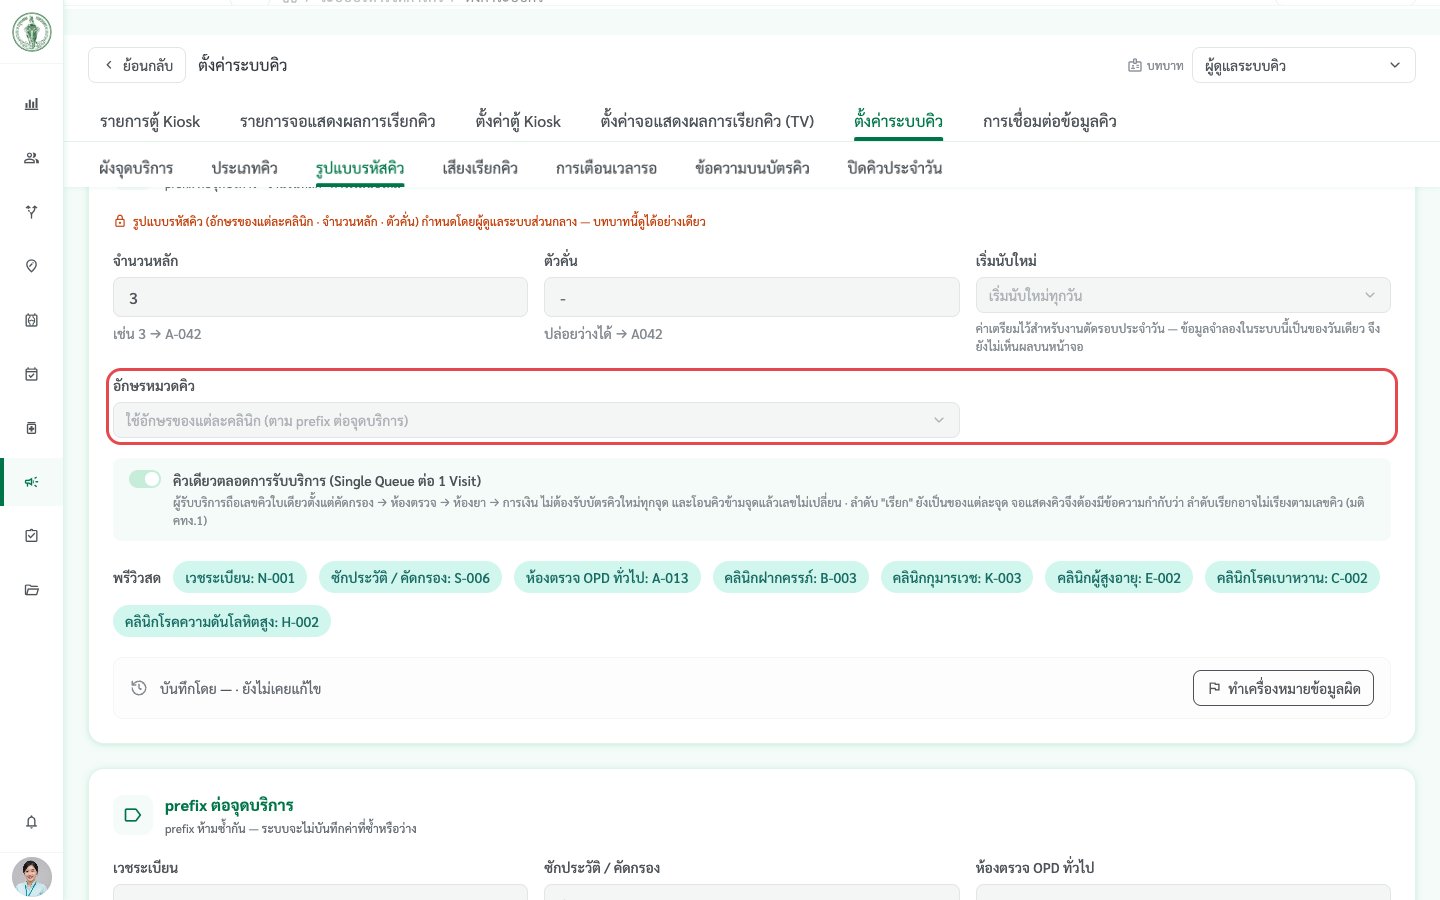 ย้อนกลับ
ตั้งค่าระบบคิว
บทบาท
ผู้ดูแลระบบคิว
รายการตู้ Kiosk
รายการจอแสดงผลการเรียกคิว
ตั้งค่าตู้ Kiosk
ตั้งค่าจอแสดงผลการเรียกคิว (TV)
ตั้งค่าระบบคิว
การเชื่อมต่อข้อมูลคิว
ผังจุดบริการ
ประเภทคิว
รูปแบบรหัสคิว
เสียงเรียกคิว
การเตือนเวลารอ
ข้อความบนบัตรคิว
ปิดคิวประจำวัน
รูปแบบรหัสคิว (อักษรของแต่ละคลินิก · จำนวนหลัก · ตัวคั่น) กำหนดโดยผู้ดูแลระบบส่วนกลาง — บทบาทนี้ดูได้อย่างเดียว
จำนวนหลัก
3
เช่น 3 → A-042
ตัวคั่น
-
ปล่อยว่างได้ → A042
เริ่มนับใหม่
เริ่มนับใหม่ทุกวัน
ค่าเตรียมไว้สำหรับงานตัดรอบประจำวัน — ข้อมูลจำลองในระบบนี้เป็นของวันเดียว จึง
ยังไม่เห็นผลบนหน้าจอ
อักษรหมวดคิว
ใช้อักษรของแต่ละคลินิก (ตาม prefix ต่อจุดบริการ)
คิวเดียวตลอดการรับบริการ (Single Queue ต่อ 1 Visit)
ผู้รับบริการถือเลขคิวใบเดียวตั้งแต่คัดกรอง → ห้องตรวจ → ห้องยา → การเงิน ไม่ต้องรับบัตรคิวใหม่ทุกจุด และโอนคิวข้ามจุดแล้วเลขไม่เปลี่ยน · ลำดับ "เรียก" ยังเป็นของแต่ละจุด จอแสดงคิวจึงต้องมีข้อความกำกับว่า ลำดับเรียกอาจไม่เรียงตามเลขคิว (มติ
คทง.1)
พรีวิวสด
เวชระเบียน: N-001
ซักประวัติ / คัดกรอง: S-006
ห้องตรวจ OPD ทั่วไป: A-013
คลินิกฝากครรภ์: B-003
คลินิกกุมารเวช: K-003
คลินิกผู้สูงอายุ: E-002
คลินิกโรคเบาหวาน: C-002
คลินิกโรคความดันโลหิตสูง: H-002
บันทึกโดย — · ยังไม่เคยแก้ไข
ทำเครื่องหมายข้อมูลผิด
prefix ต่อจุดบริการ
prefix ห้ามซ้ำกัน — ระบบจะไม่บันทึกค่าที่ซ้ำหรือว่าง
เวชระเบียน
ซักประวัติ / คัดกรอง
ห้องตรวจ OPD ทั่วไป